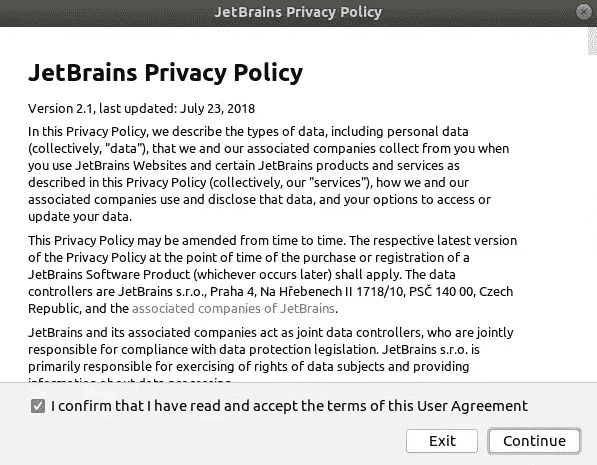 JetBrains Privacy Policy
JetBrains Privacy Policy
Version 2.1, last updated: July 23, 2018
In this Privacy Policy, we describe the types of data, including personal data
(collectively, "data"), that we and our associated companies collect from you when
you use JetBrains Websites and certain JetBrains products and services as
described in this Privacy Policy (collectively, our "services"), how we and our
associated companies use and disclose that data, and your options to access or
update your data.
This Privacy Policy may be amended from time to time. The respective latest version
of the Privacy Policy at the point of time of the purchase or registration of a
JetBrains Software Product (whichever occurs later) shall apply. The data
controllers are JetBrains s.r.o., Praha 4, Na Hřebenech II 1718/10, PSČ 140 00, Czech
Republic, and the associated companies of JetBrains.
JetBrains and its associated companies act as joint data controllers, who are jointly
responsible for compliance with data protection legislation. JetBrains s.r.o. is
primarily responsible for exercising of rights of data subjects and providing
information about data processing.
I confirm that I have read and accept the terms of this User Agreement
Exit
Continue